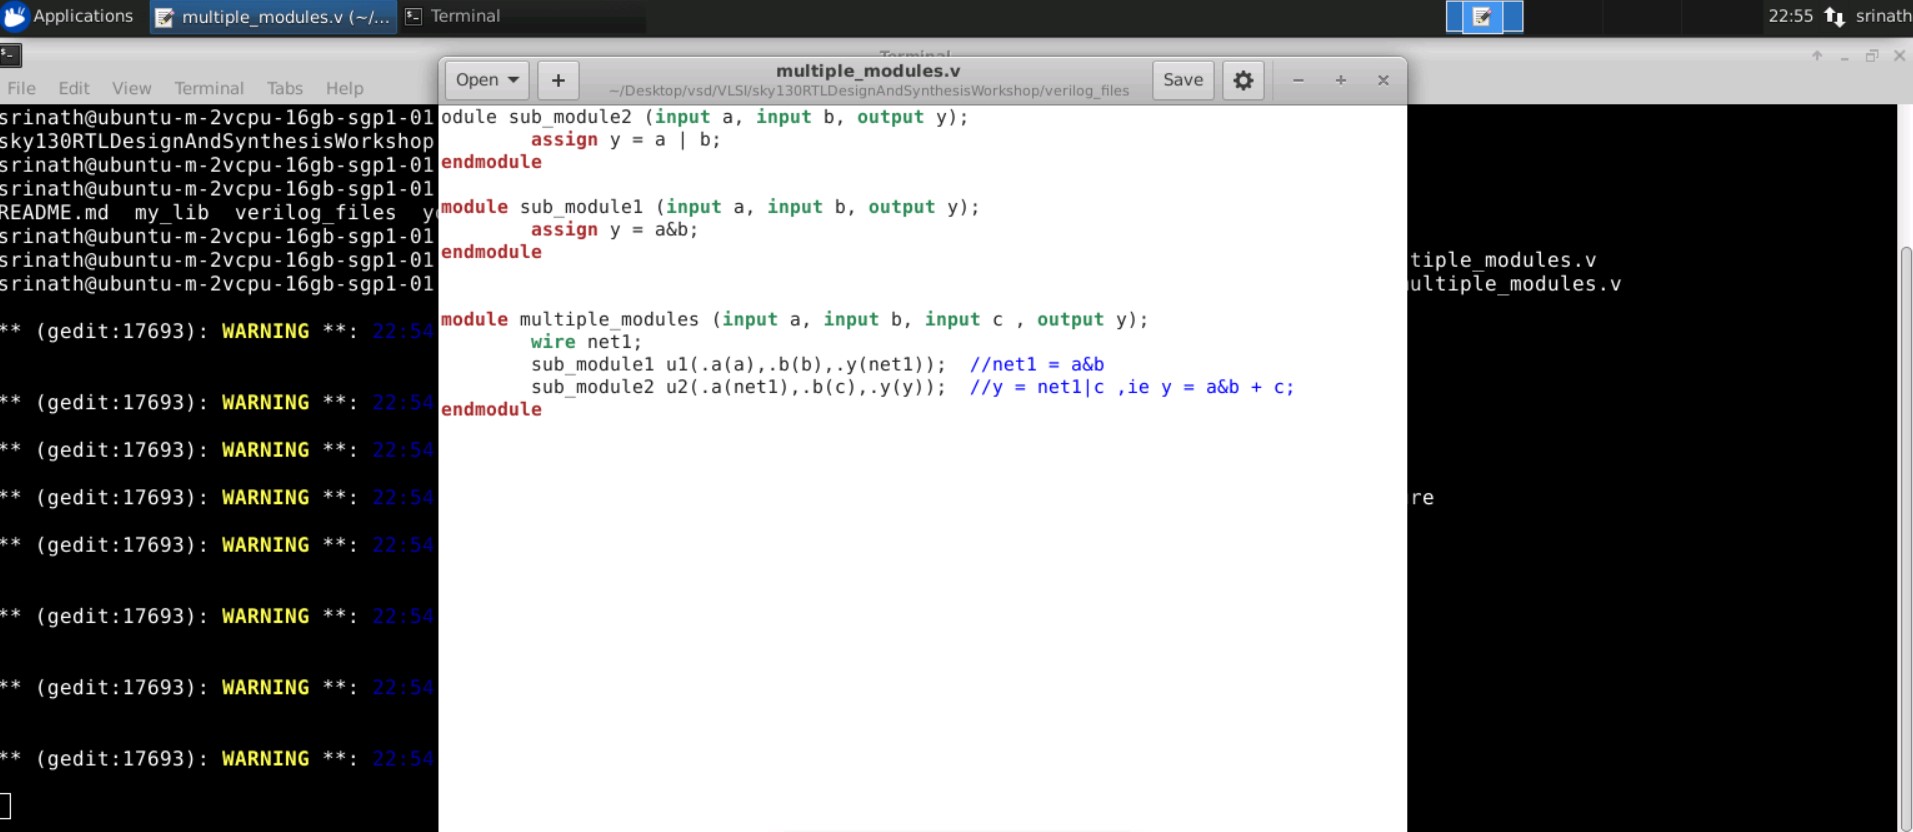 Applications
multiple_modules.v (~/...
Terminal
22:55
srinath
Terminal
File Edit View Terminal Tabs Help
srinath@ubuntu-m-2vcpu-16gb-sgp1-01
sky130RTLDesignAndSynthesisWorkshop
srinath@ubuntu-m-2vcpu-16gb-sgp1-01
srinath@ubuntu-m-2vcpu-16gb-sgp1-01
README.md my_lib verilog_files y
srinath@ubuntu-m-2vcpu-16gb-sgp1-01
srinath@ubuntu-m-2vcpu-16gb-sgp1-01 tiple_modules.v
srinath@ubuntu-m-2vcpu-16gb-sgp1-01 ultiple_modules.v
** (gedit:17693): WARNING **: 22:54
** (gedit:17693): WARNING **: 22:54
** (gedit:17693): WARNING **: 22:54
** (gedit:17693): WARNING **: 22:54 re
** (gedit:17693): WARNING **: 22:54
** (gedit:17693): WARNING **: 22:54
** (gedit:17693): WARNING **: 22:54
** (gedit:17693): WARNING **: 22:54
Open
multiple_modules.v
~/Desktop/vsd/VLSI/sky130RTLDesignAndSynthesisWorkshop/verilog_files
Save
odule sub_module2 (input a, input b, output y);
assign y = a | b;
endmodule
module sub_module1 (input a, input b, output y);
assign y = a&b;
endmodule
module multiple_modules (input a, input b, input c , output y);
wire net1;
sub_module1 u1(.a(a),.b(b),.y(net1)); //net1 = a&b
sub_module2 u2(.a(net1),.b(c),.y(y)); //y = net1|c ,ie y = a&b + c;
endmodule